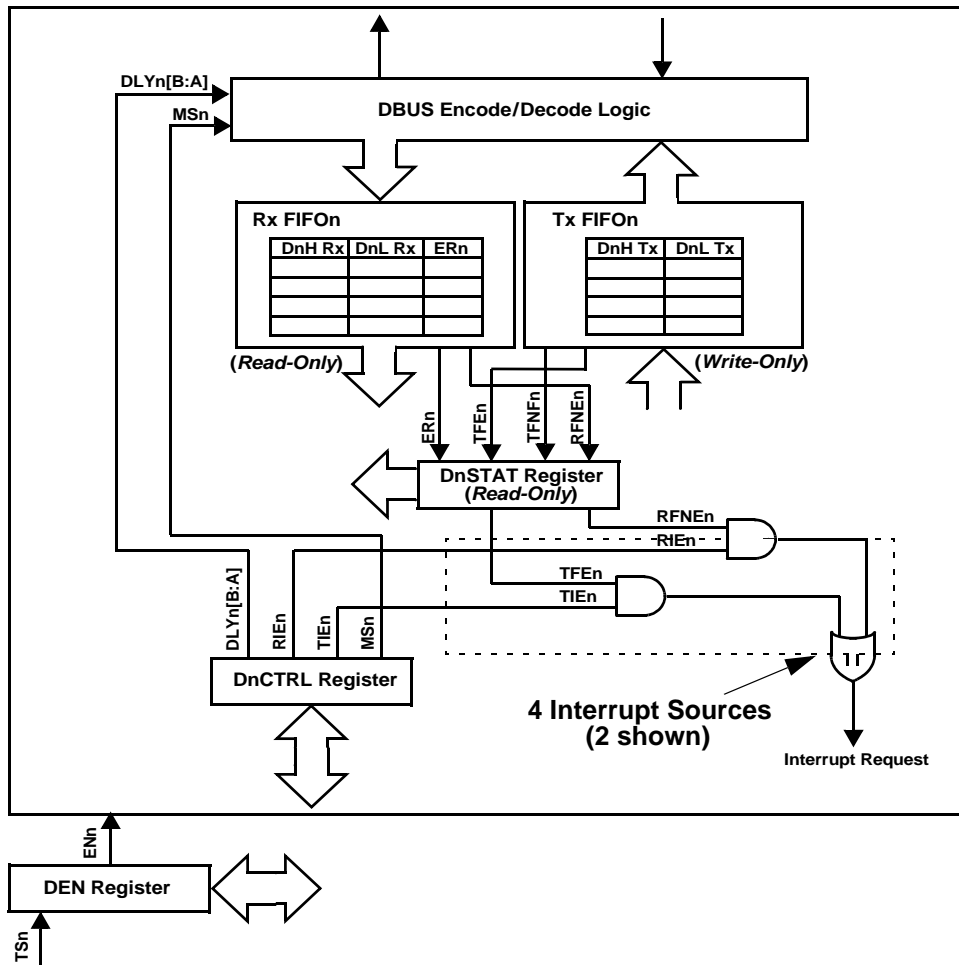 DLYn[B:A]
MSn
DBUS Encode/Decode Logic
Rx FIFOn
DnH Rx DnL Rx ERn
(Read-Only)
Tx FIFOn
DnH Tx DnL Tx
(Write-Only)
ERn
TFEn
TFNFn
RFNEn
DnSTAT Register
(Read-Only)
RFNEn
RIEn
TFEn
TIEn
DLYn[B:A]
RIEn
TIEn
MSn
DnCTRL Register
4 Interrupt Sources
(2 shown)
Interrupt Request
ENn
DEN Register
TSn